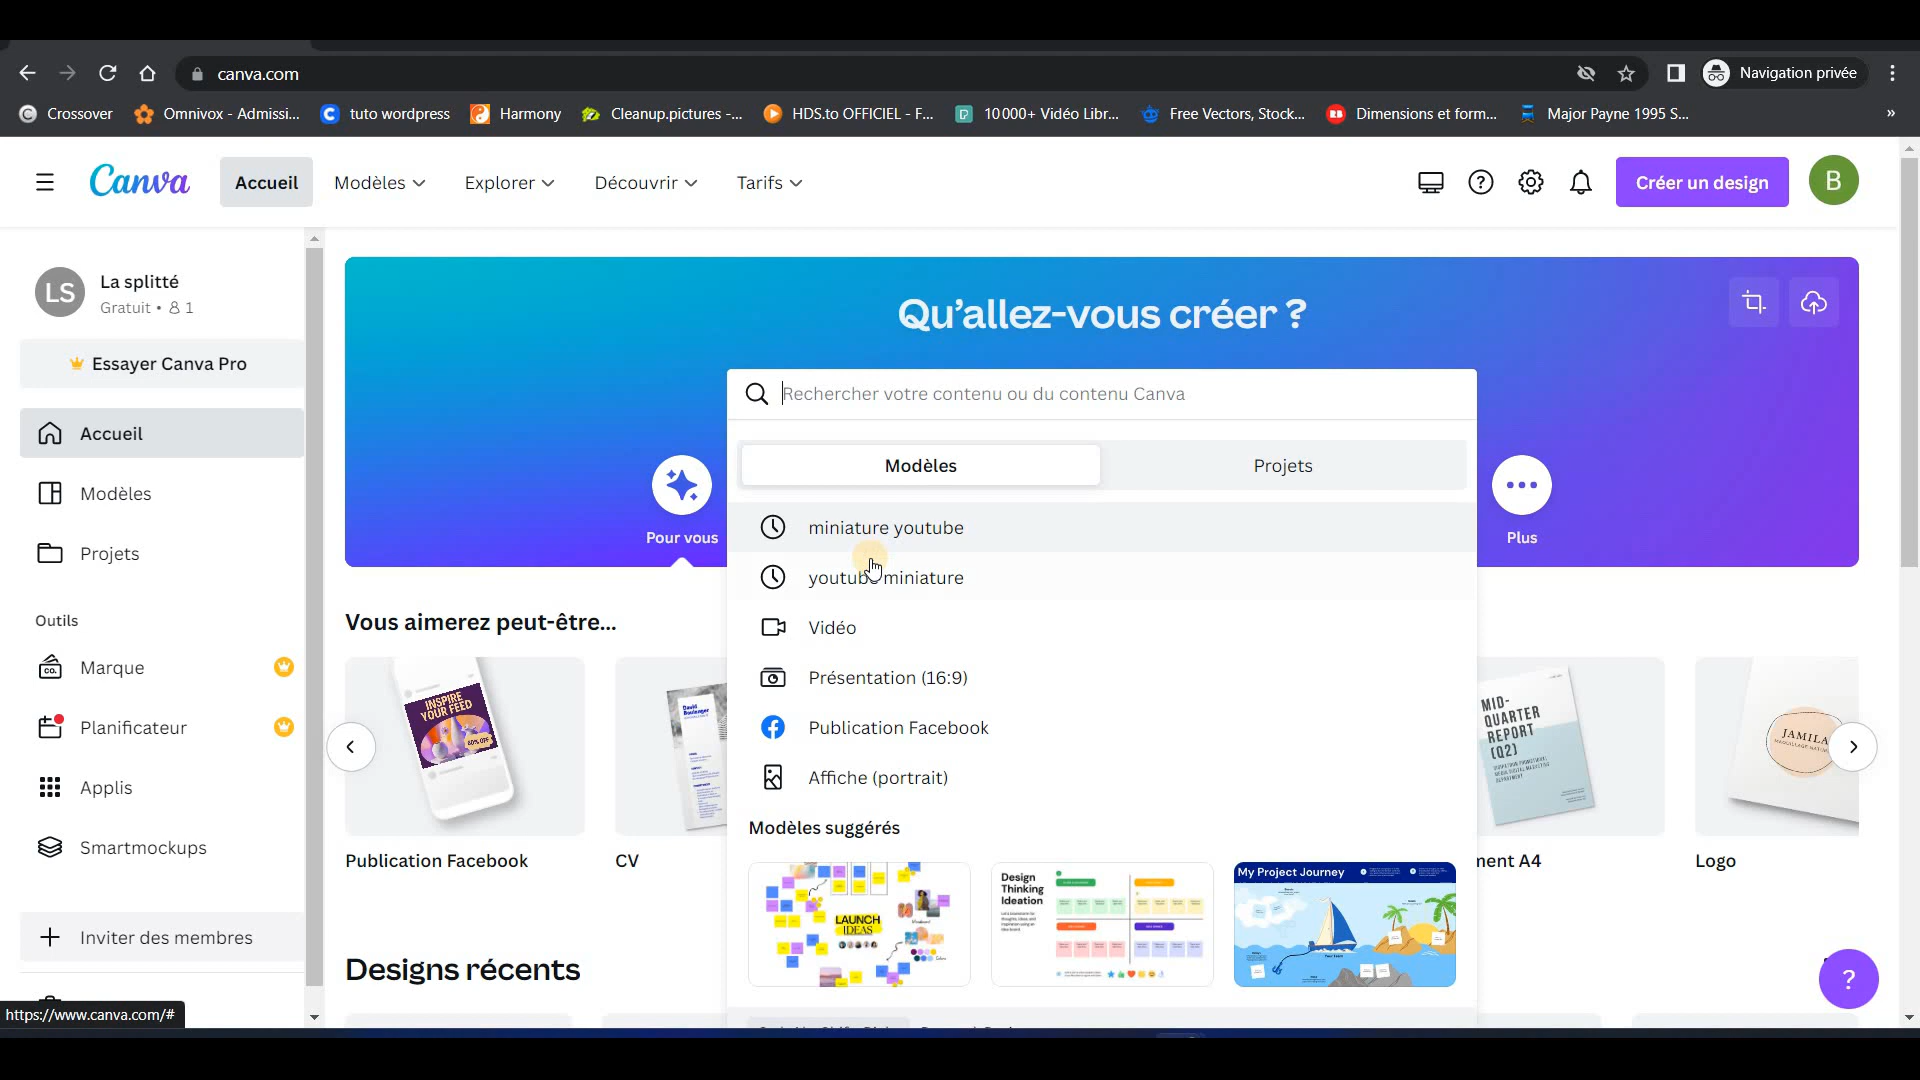 canva.com
Navigation privée
Crossover
Omnivox - Admissi...
tuto wordpress
Harmony
Cleanup.pictures -...
HDS.to OFFICIEL - F...
10 000+ Vidéo Libr...
Free Vectors, Stock...
Dimensions et form...
Major Payne 1995 S...
»
Canva
Accueil
Modèles
Explorer
Découvrir
Tarifs
Créer un design
B
LS
La splitté
Gratuit • 1
Essayer Canva Pro
Accueil
Modèles
Projets
Outils
CO.
Marque
Planificateur
Applis
Smartmockups
Inviter des membres
https://www.canva.com/#
Qu'allez-vous créer ?
Rechercher votre contenu ou du contenu Canva
Modèles
Projets
Pour vous
Plus
miniature youtube
youtube miniature
Vidéo
Présentation (16:9)
Publication Facebook
Affiche (portrait)
Modèles suggérés
LAUNCH
IDEAS
Design
Thinking
Ideation
My Project Journey
Vous aimerez peut-être...
INSPIRE
YOUR FEED
60% OFF
Publication Facebook
CV
MID-
QUARTER
REPORT
(Q2)
ment A4
JAMILA
Logo
Designs récents
?